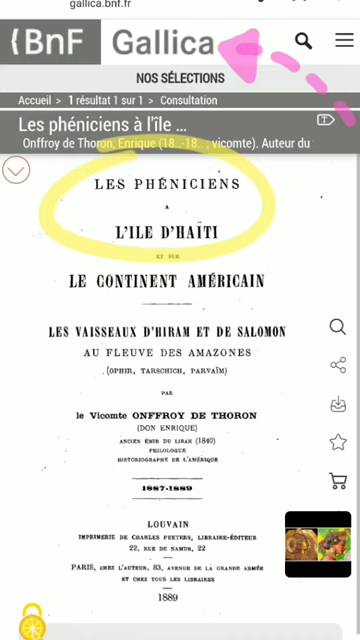 gallica.bnf.fr
{BnF Gallica
NOS SÉLECTIONS
Accueil > 1 résultat 1 sur 1 > Consultation
Les phéniciens à l'île ...
Onffroy de Thoron, Enrique (18..-18.. ; vicomte). Auteur du
LES PHÉNICIENS
A
L'ILE D'HAÏTI
ET SUR
LE CONTINENT AMÉRICAIN
LES VAISSEAUX D'HIRAM ET DE SALOMON
AU FLEUVE DES AMAZONES
(OPHIR, TARSCHICH, PARVAÏM)
PAR
le Vicomte ONFFROY DE THORON
(DON ENRIQUE)
ANCIEN ÉMIR DU LIBAN (1840)
PHILOLOGUE
HISTORIOGRAPHE DE L'AMÉRIQUE
1887-1889
LOUVAIN
IMPRIMERIE DE CHARLES PEETERS, LIBRAIRE-ÉDITEUR
22, RUE DE NAMUR, 22
PARIS, CHEZ L'AUTEUR, 83, AVENUE DE LA GRANDE ARMÉE
ET CHEZ TOUS LES LIBRAIRES
1889